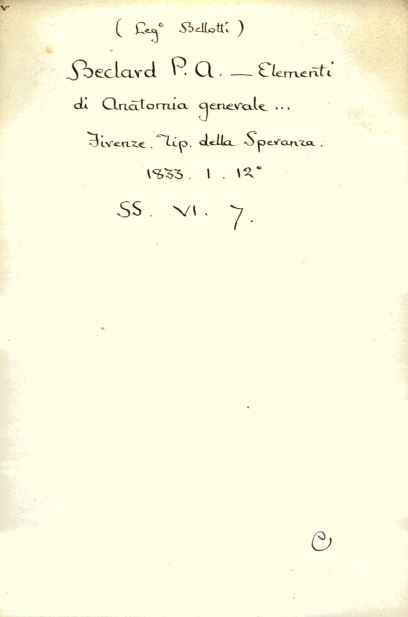 ( Leg° Bellotti )
Beclard P. A. — Elementi
di Anatomia generale ...
Firenze. Tip. della Speranza.
1833. 1. 12°
SS. VI. 7.
C